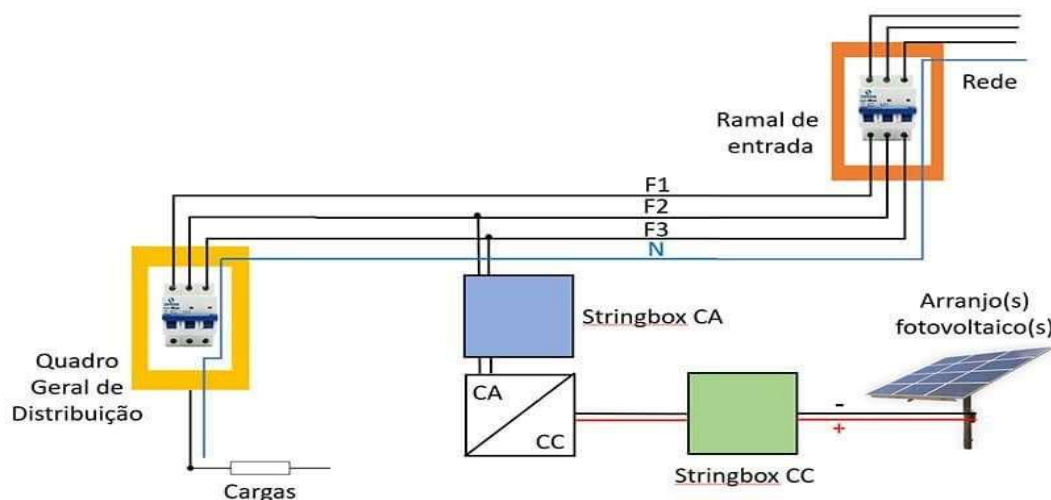 Rede
Ramal de
entrada
F1
F2
F3
N
Stringbox CA
Arranjo(s)
fotovoltaico(s)
Quadro
Geral de
Distribuição
CA
CC
-
+
Stringbox CC
Cargas